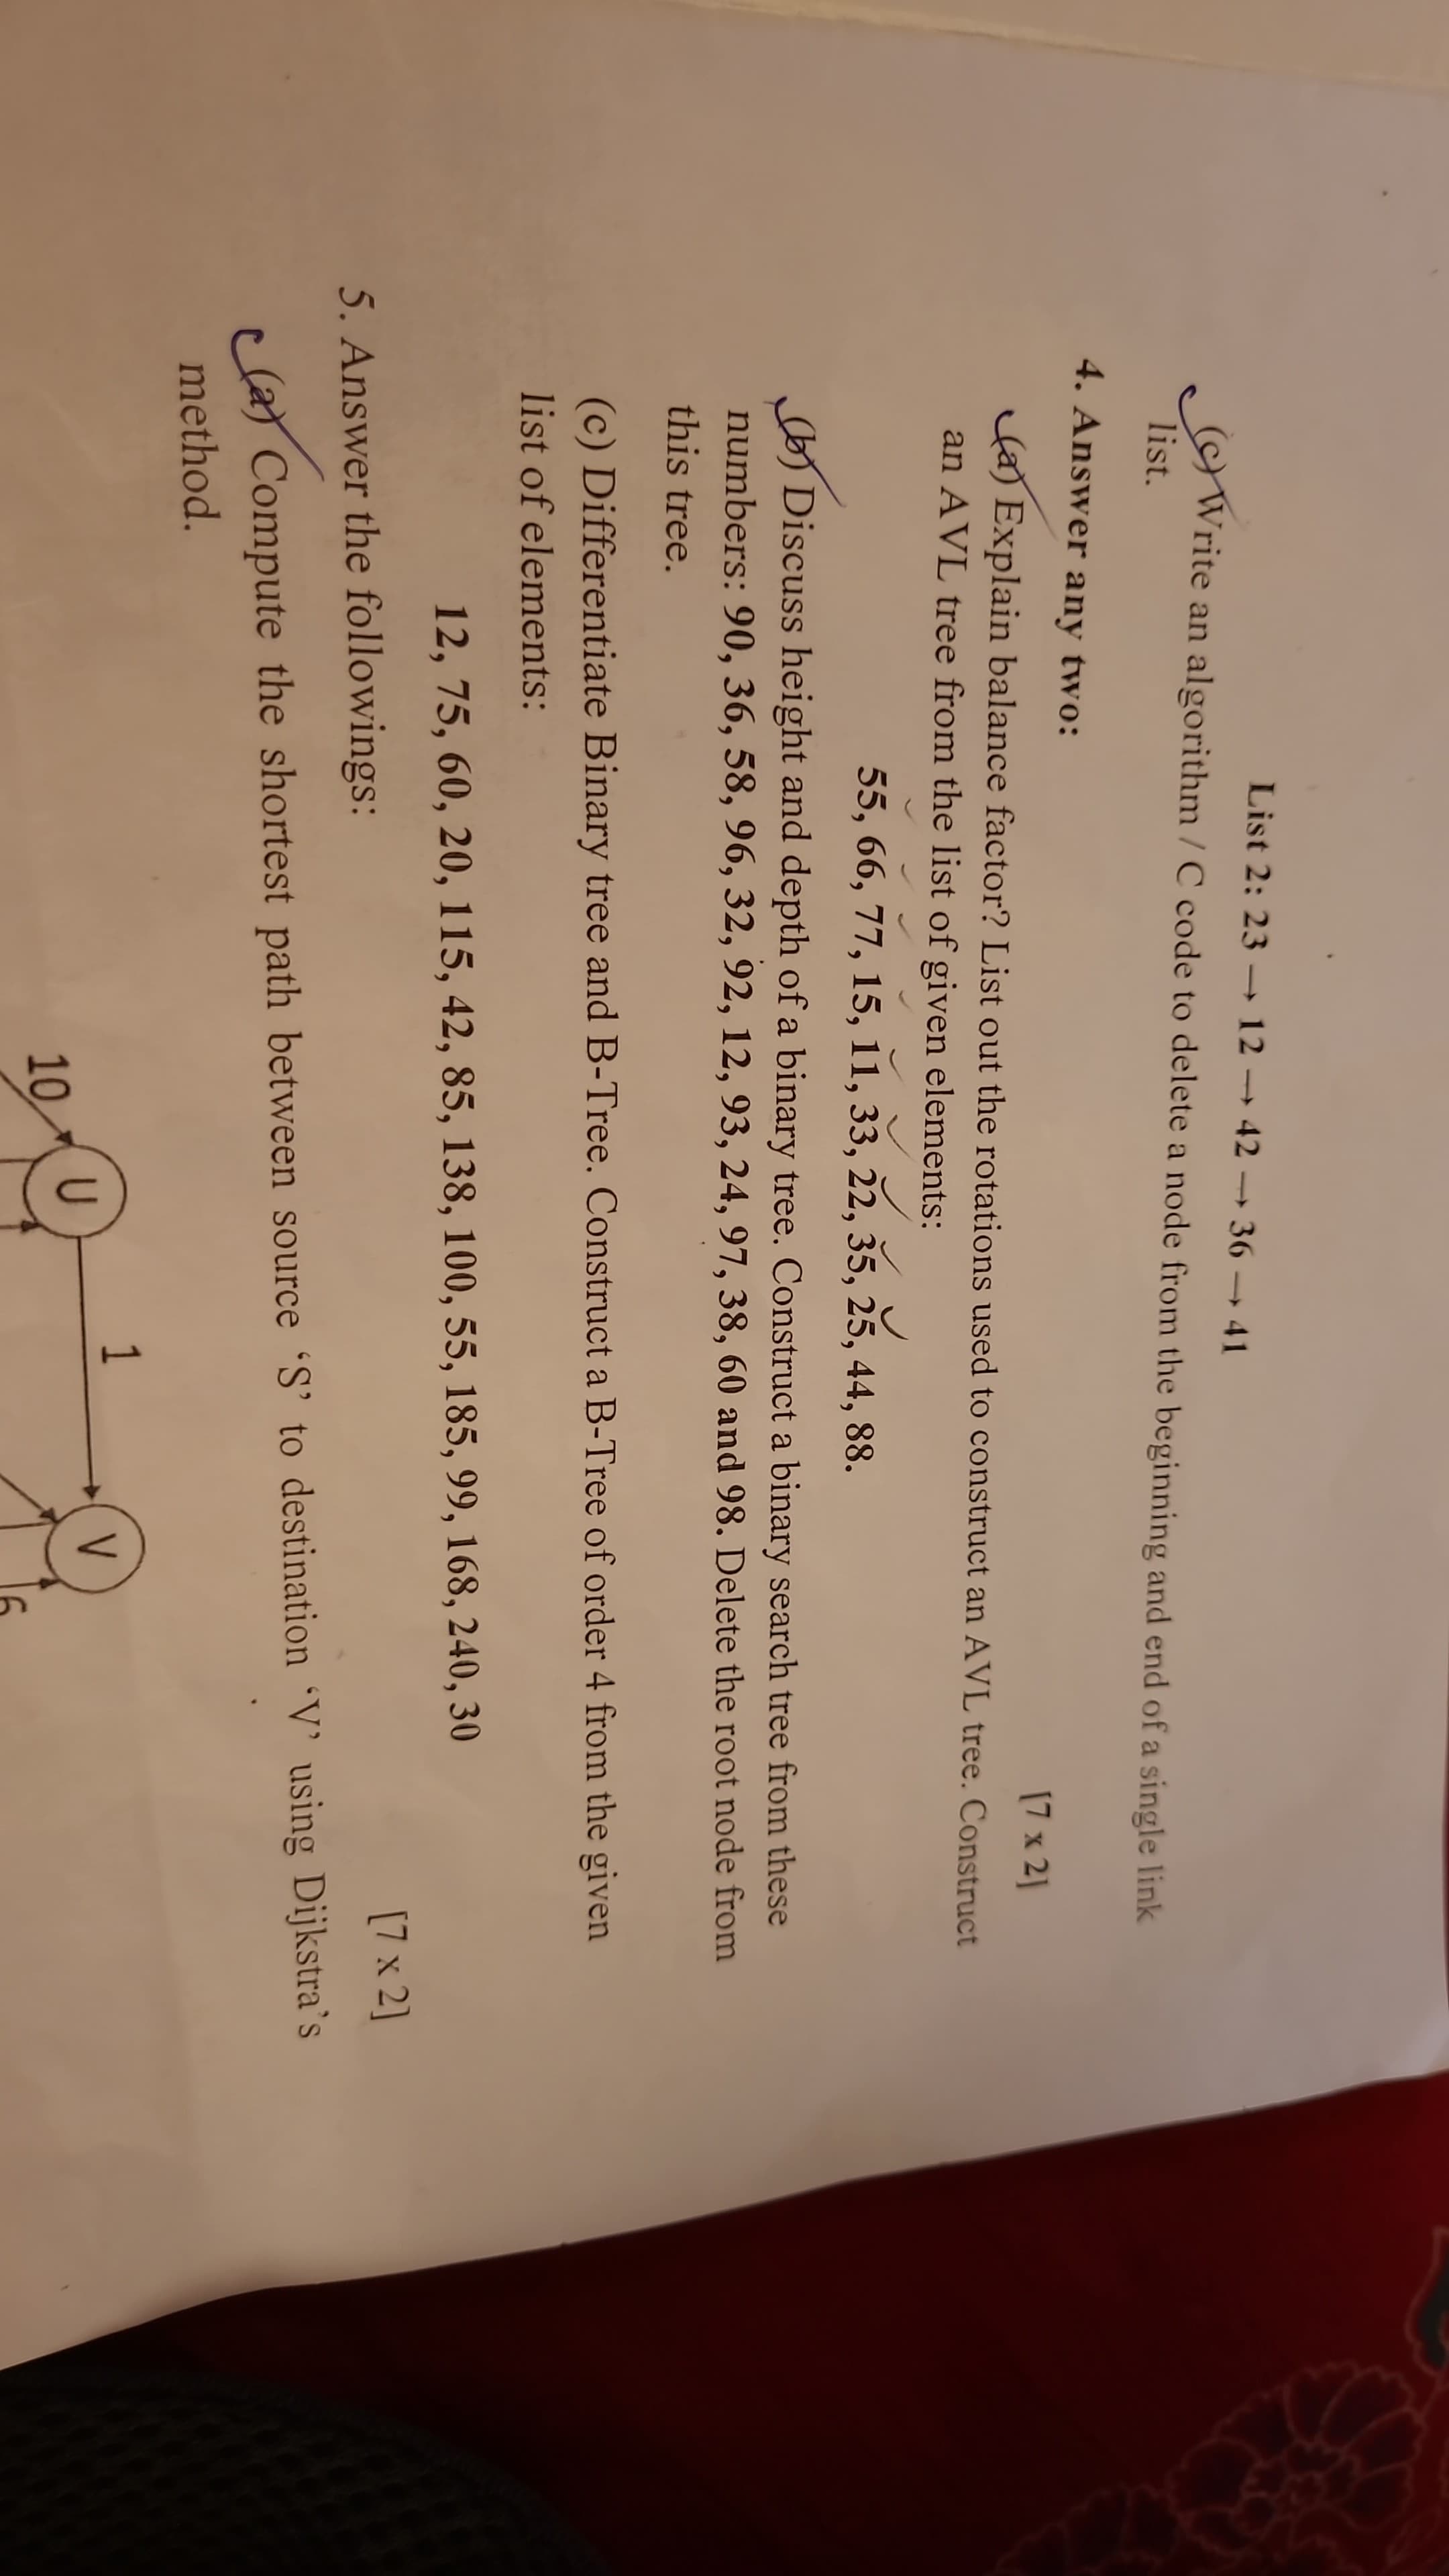 List 2: 23 → 12 → 42 → 36 → 41
(c) Write an algorithm / C code to delete a node from the beginning and end of a single link
list.
4. Answer any two:
[7 x 2]
(a) Explain balance factor? List out the rotations used to construct an AVL tree. Construct
an AVL tree from the list of given elements:
55, 66, 77, 15, 11, 33, 22, 35, 25, 44, 88.
(b) Discuss height and depth of a binary tree. Construct a binary search tree from these
numbers: 90, 36, 58, 96, 32, 92, 12, 93, 24, 97, 38, 60 and 98. Delete the root node from
this tree.
(c) Differentiate Binary tree and B-Tree. Construct a B-Tree of order 4 from the given
list of elements:
12, 75, 60, 20, 115, 42, 85, 138, 100, 55, 185, 99, 168, 240, 30
5. Answer the followings:
[7 x 2]
(a) Compute the shortest path between source ‘S’ to destination ‘V’ using Dijkstra’s
method.
1
10
U
V
6